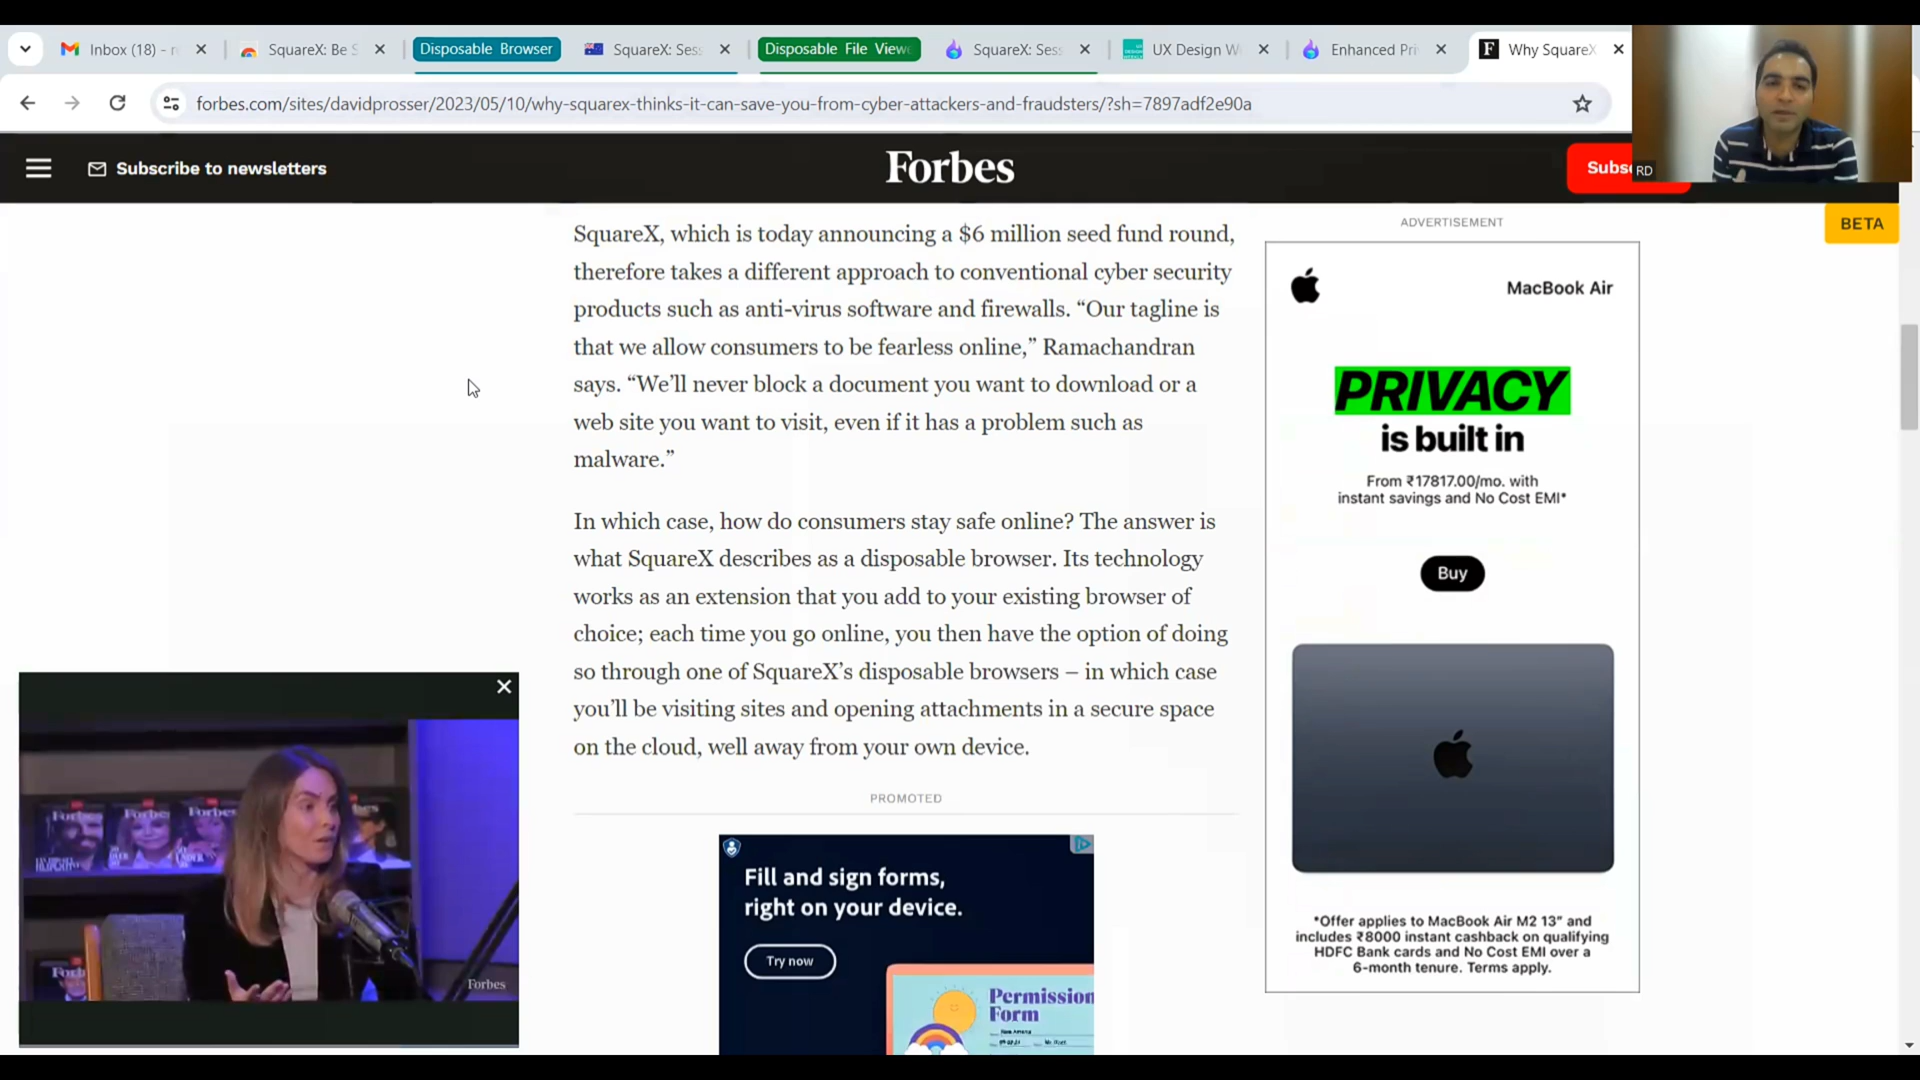 Inbox (18) - r
SquareX: Be S
Disposable Browser
SquareX: Ses
Disposable File Viewe
SquareX: Ses
UX Design W
Enhanced Pri
Why SquareX
forbes.com/sites/davidprosser/2023/05/10/why-squarex-thinks-it-can-save-you-from-cyber-attackers-and-fraudsters/?sh=7897adf2e90a
Subscribe to newsletters
Forbes
Subs
RD
BETA
SquareX, which is today announcing a $6 million seed fund round,
therefore takes a different approach to conventional cyber security
products such as anti-virus software and firewalls. “Our tagline is
that we allow consumers to be fearless online,” Ramachandran
says. “We’ll never block a document you want to download or a
web site you want to visit, even if it has a problem such as
malware.”
In which case, how do consumers stay safe online? The answer is
what SquareX describes as a disposable browser. Its technology
works as an extension that you add to your existing browser of
choice; each time you go online, you then have the option of doing
so through one of SquareX’s disposable browsers – in which case
you’ll be visiting sites and opening attachments in a secure space
on the cloud, well away from your own device.
PROMOTED
Fill and sign forms,
right on your device.
Try now
Permission
Form
ADVERTISEMENT
MacBook Air
PRIVACY
is built in
From ₹17817.00/mo. with
instant savings and No Cost EMI*
Buy
*Offer applies to MacBook Air M2 13” and
includes ₹8000 instant cashback on qualifying
HDFC Bank cards and No Cost EMI over a
6-month tenure. Terms apply.
Forbes
Forbes
Forbes
Forb
Forbes